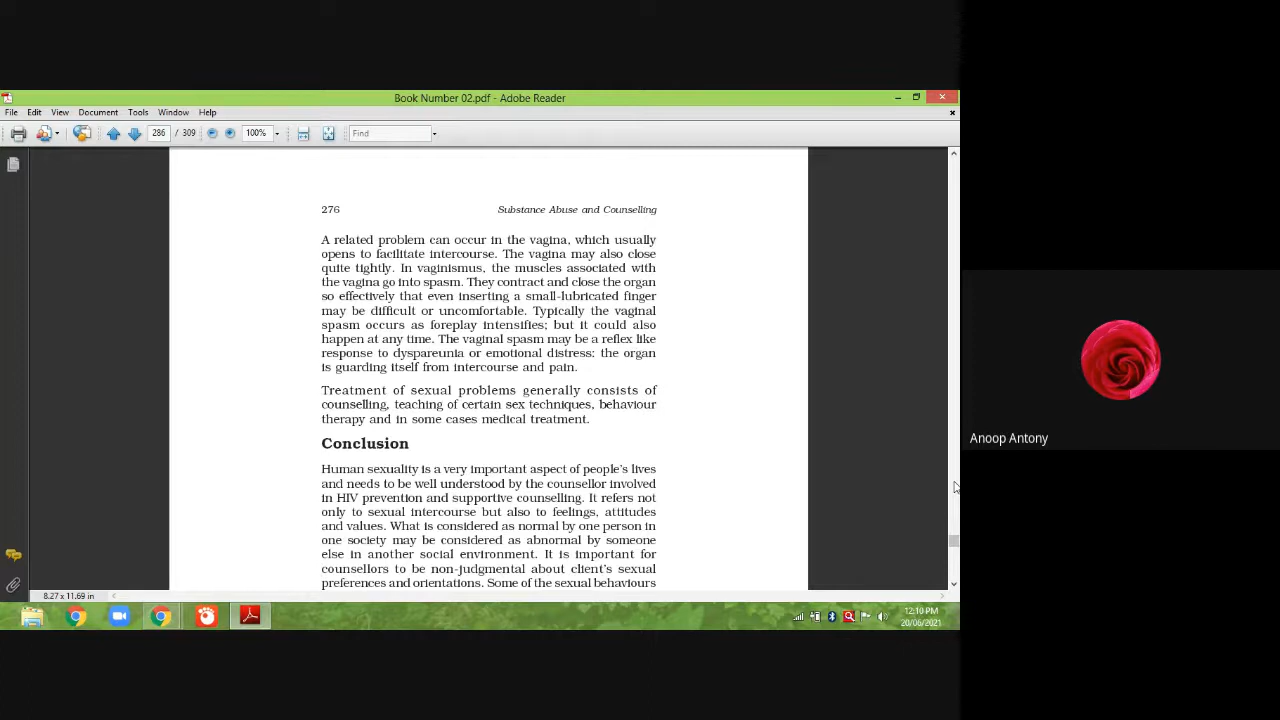 Book Number 02.pdf - Adobe Reader
File Edit View Document Tools Window Help
286 / 309 100% Find
276 Substance Abuse and Counselling
A related problem can occur in the vagina, which usually
opens to facilitate intercourse. The vagina may also close
quite tightly. In vaginismus, the muscles associated with
the vagina go into spasm. They contract and close the organ
so effectively that even inserting a small-lubricated finger
may be difficult or uncomfortable. Typically the vaginal
spasm occurs as foreplay intensifies; but it could also
happen at any time. The vaginal spasm may be a reflex like
response to dyspareunia or emotional distress: the organ
is guarding itself from intercourse and pain.
Treatment of sexual problems generally consists of
counselling, teaching of certain sex techniques, behaviour
therapy and in some cases medical treatment.
Conclusion
Human sexuality is a very important aspect of people's lives
and needs to be well understood by the counsellor involved
in HIV prevention and supportive counselling. It refers not
only to sexual intercourse but also to feelings, attitudes
and values. What is considered as normal by one person in
one society may be considered as abnormal by someone
else in another social environment. It is important for
counsellors to be non-judgmental about client's sexual
preferences and orientations. Some of the sexual behaviours
8.27 x 11.69 in
12:10 PM
20/06/2021
Anoop Antony